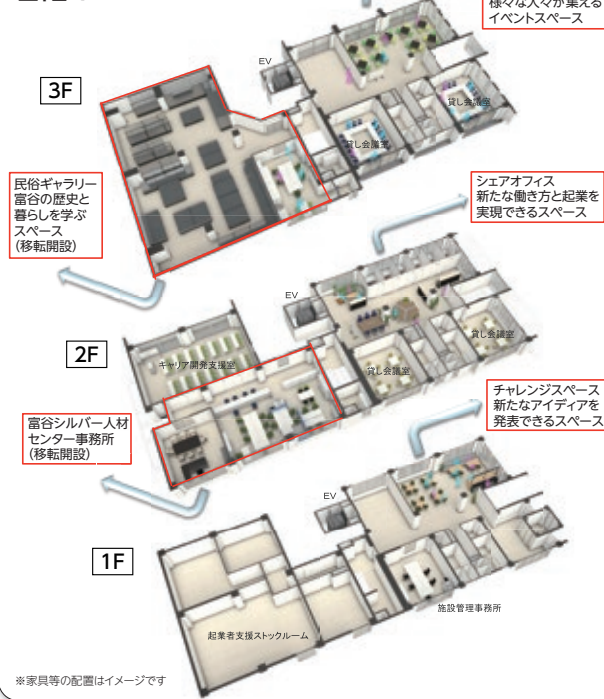 様々な人々が集える
イベントスペース
EV
3F
貸し会議室
貸し会議室
民俗ギャラリー
富谷の歴史と
暮らしを学ぶ
スペース
(移転開設)
シェアオフィス
新たな働き方と起業を
実現できるスペース
EV
2F
キャリア開発支援室
貸し会議室
貸し会議室
富谷シルバー人材
センター事務所
(移転開設)
チャレンジスペース
新たなアイディアを
発表できるスペース
EV
1F
施設管理事務所
起業者支援ストックルーム
※家具等の配置はイメージです